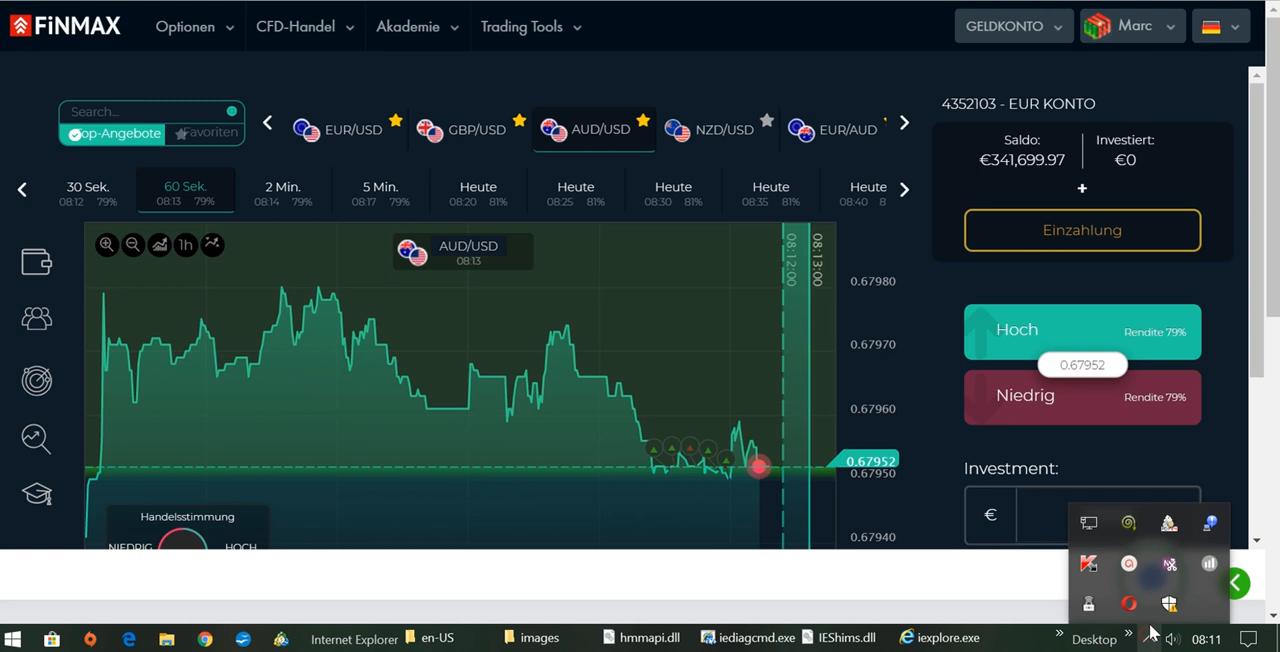 FiNMAX
Optionen
CFD-Handel
Akademie
Trading Tools
GELDKONTO
Marc
Search...
op-Angebote
Favoriten
EUR/USD
GBP/USD
AUD/USD
NZD/USD
EUR/AUD
30 Sek.
08:12 79%
60 Sek.
08:13 79%
2 Min.
08:14 79%
5 Min.
08:17 79%
Heute
08:20 81%
Heute
08:25 81%
Heute
08:30 81%
Heute
08:35 81%
Heute
08:40 8
1h
AUD/USD
08:13
08:12:00
08:13:00
0.67980
0.67970
0.67960
0.67952
0.67950
0.67940
Handelsstimmung
NIEDRIG
HOCH
4352103 - EUR KONTO
Saldo:
€341,699.97
Investiert:
€0
+
Einzahlung
Hoch
Rendite 79%
0.67952
Niedrig
Rendite 79%
Investment:
€
Internet Explorer
en-US
images
hmmapi.dll
iediagcmd.exe
IEShims.dll
iexplore.exe
Desktop
08:11